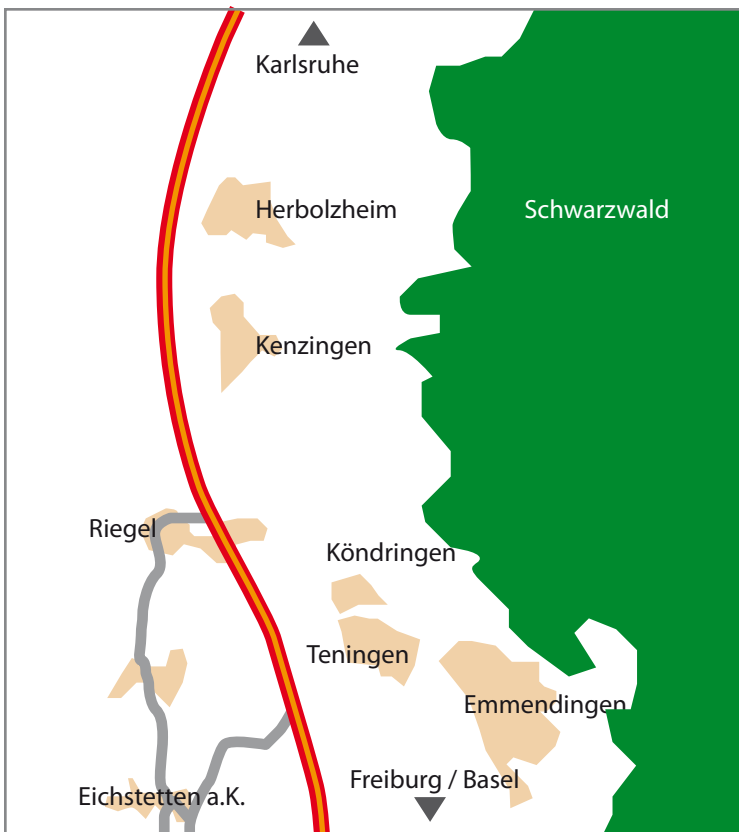 Karlsruhe
Herbolzheim
Schwarzwald
Kenzingen
Riegel
Köndringen
Teningen
Emmendingen
Freiburg / Basel
Eichstetten a.K.